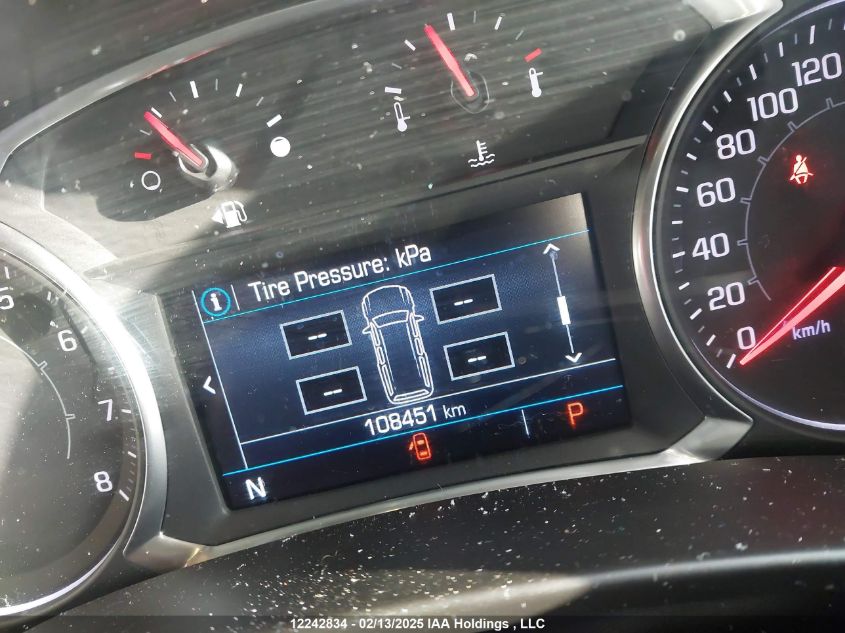 120
100
80
60
40
20
0
km/h
5
6
7
8
i Tire Pressure: kPa
-- --
-- --
108451 km
N P
12242834 - 02/13/2025 IAA Holdings , LLC